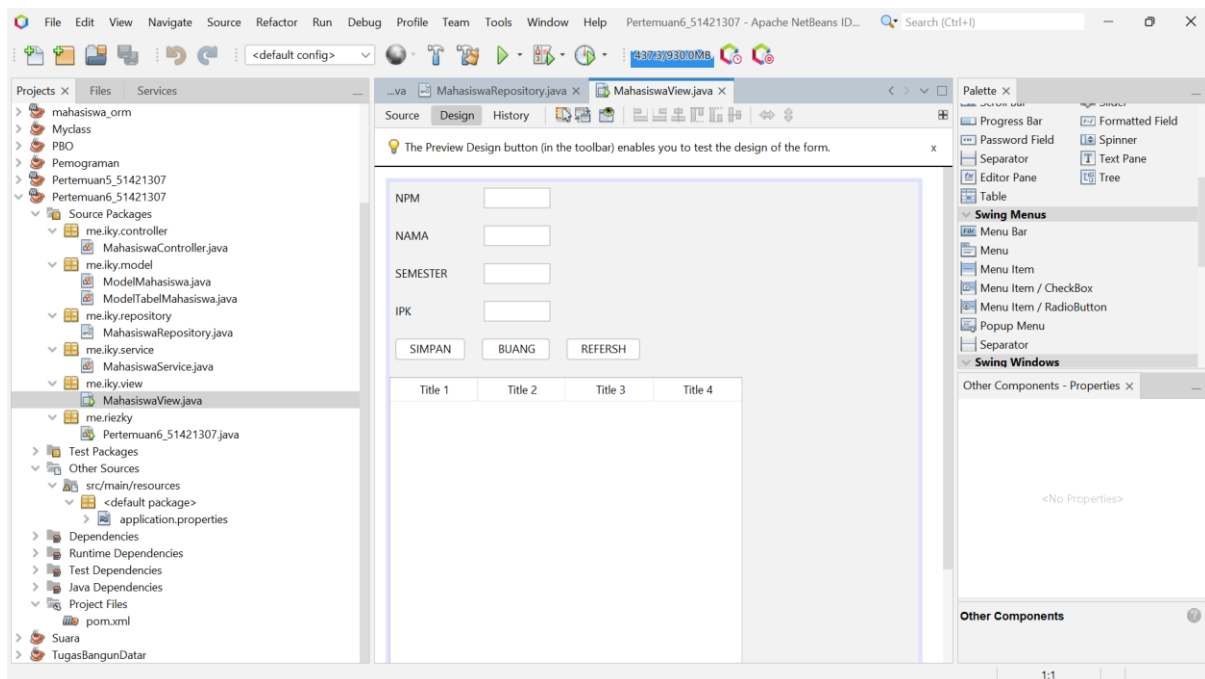 File Edit View Navigate Source Refactor Run Debug Profile Team Tools Window Help Pertemuan6_51421307 - Apache NetBeans ID... Search (Ctrl+I)
<default config>
Projects Files Services
mahasiswa_orm
Myclass
PBO
Pemograman
Pertemuan5_51421307
Pertemuan6_51421307
Source Packages
me.iky.controller
MahasiswaController.java
me.iky.model
ModelMahasiswa.java
ModelTabelMahasiswa.java
me.iky.repository
MahasiswaRepository.java
me.iky.service
MahasiswaService.java
me.iky.view
MahasiswaView.java
me.riezky
Pertemuan6_51421307.java
Test Packages
Other Sources
src/main/resources
<default package>
application.properties
Dependencies
Runtime Dependencies
Test Dependencies
Java Dependencies
Project Files
pom.xml
Suara
TugasBangunDatar
...va MahasiswaRepository.java MahasiswaView.java
Source Design History
The Preview Design button (in the toolbar) enables you to test the design of the form. x
NPM
NAMA
SEMESTER
IPK
SIMPAN BUANG REFERSH
Title 1 Title 2 Title 3 Title 4
Palette
Progress Bar Formatted Field
Password Field Spinner
Separator Text Pane
Editor Pane Tree
Table
Swing Menus
Menu Bar
Menu
Menu Item
Menu Item / CheckBox
Menu Item / RadioButton
Popup Menu
Separator
Swing Windows
Other Components - Properties
<No Properties>
Other Components
1:1